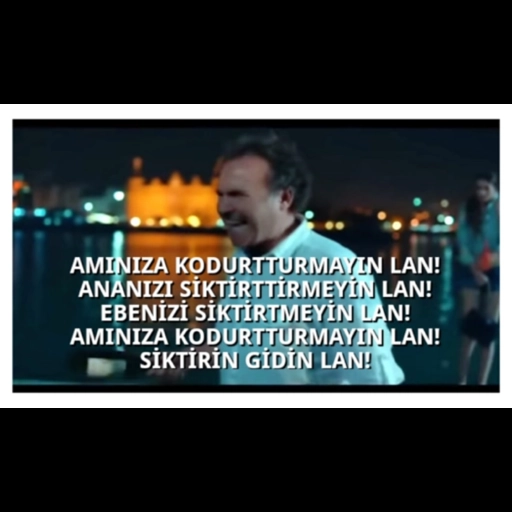 AMINIZA KODURTTURMAYIN LAN!
ANANIZI SİKTİRTTİRMEYİN LAN!
EBENİZİ SİKTİRTMEYİN LAN!
AMINIZA KODURTTURMAYIN LAN!
SİKTİRİN GİDİN LAN!